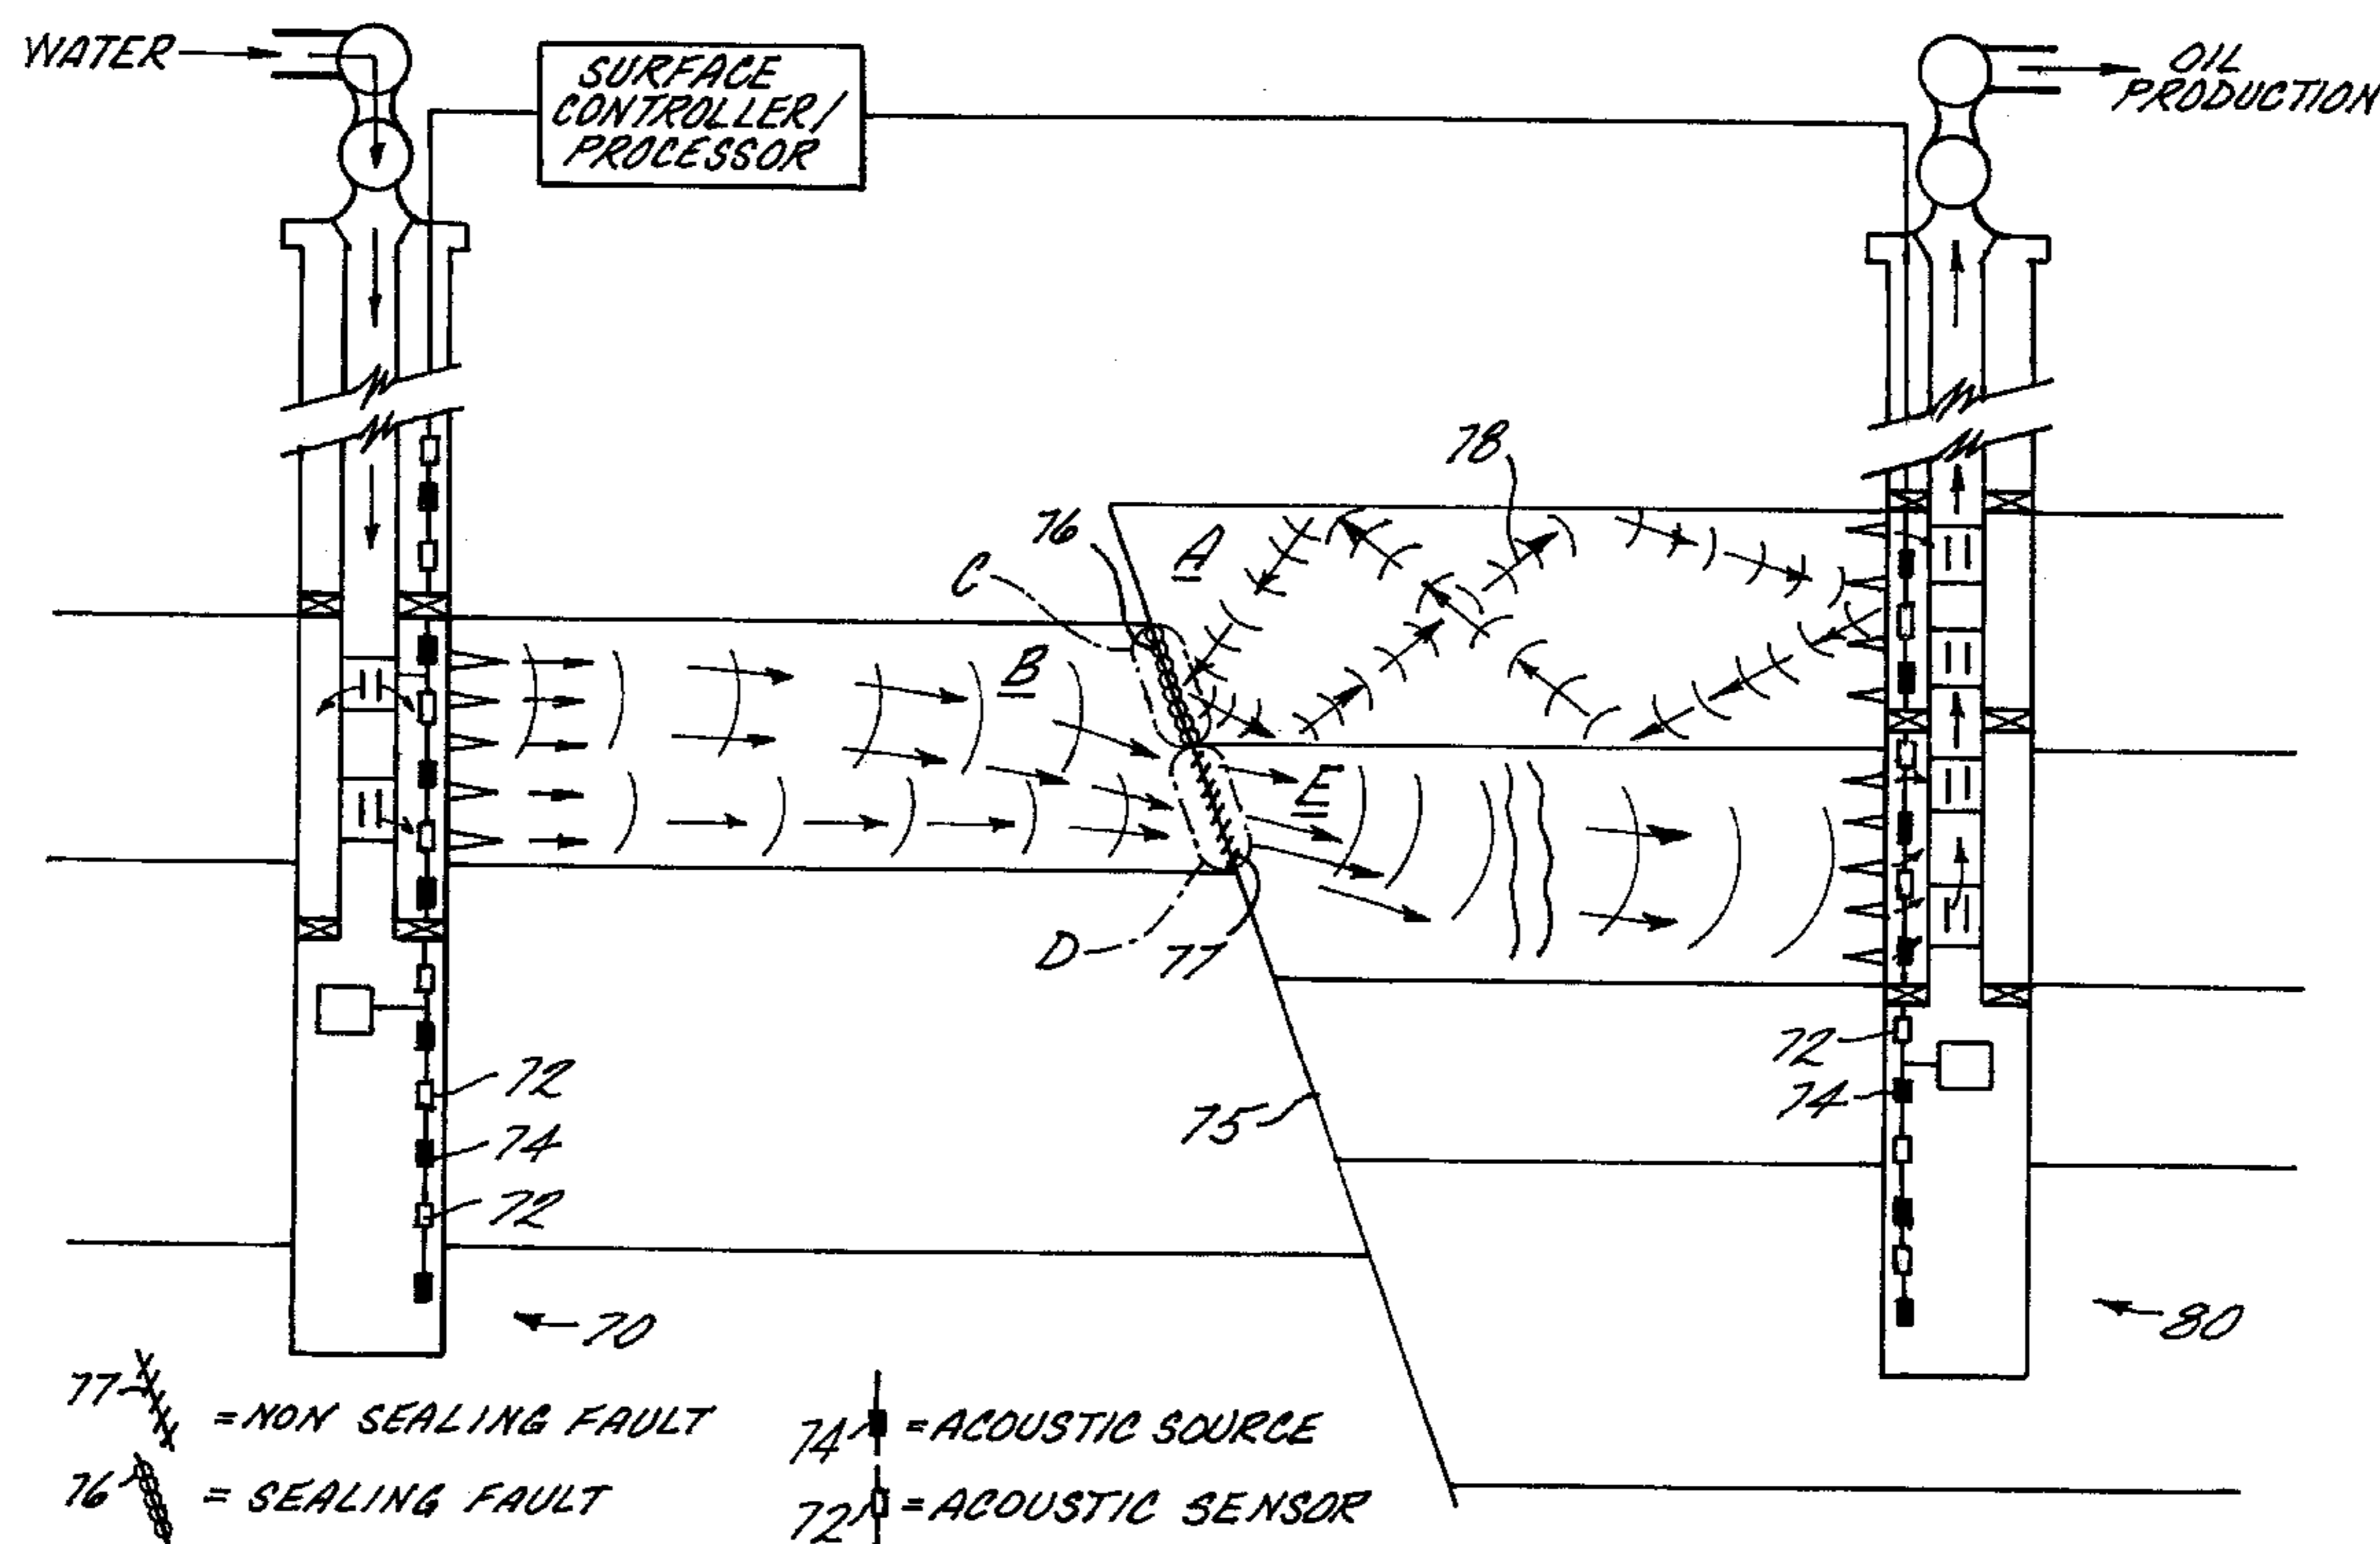 WATER
SURFACE
CONTROLLER/
PROCESSOR
OIL
PRODUCTION
78
76
A
C
B
E
D
77
72
74
72
75
72
74
70
80
77 = NON SEALING FAULT
76 = SEALING FAULT
74 = ACOUSTIC SOURCE
72 = ACOUSTIC SENSOR